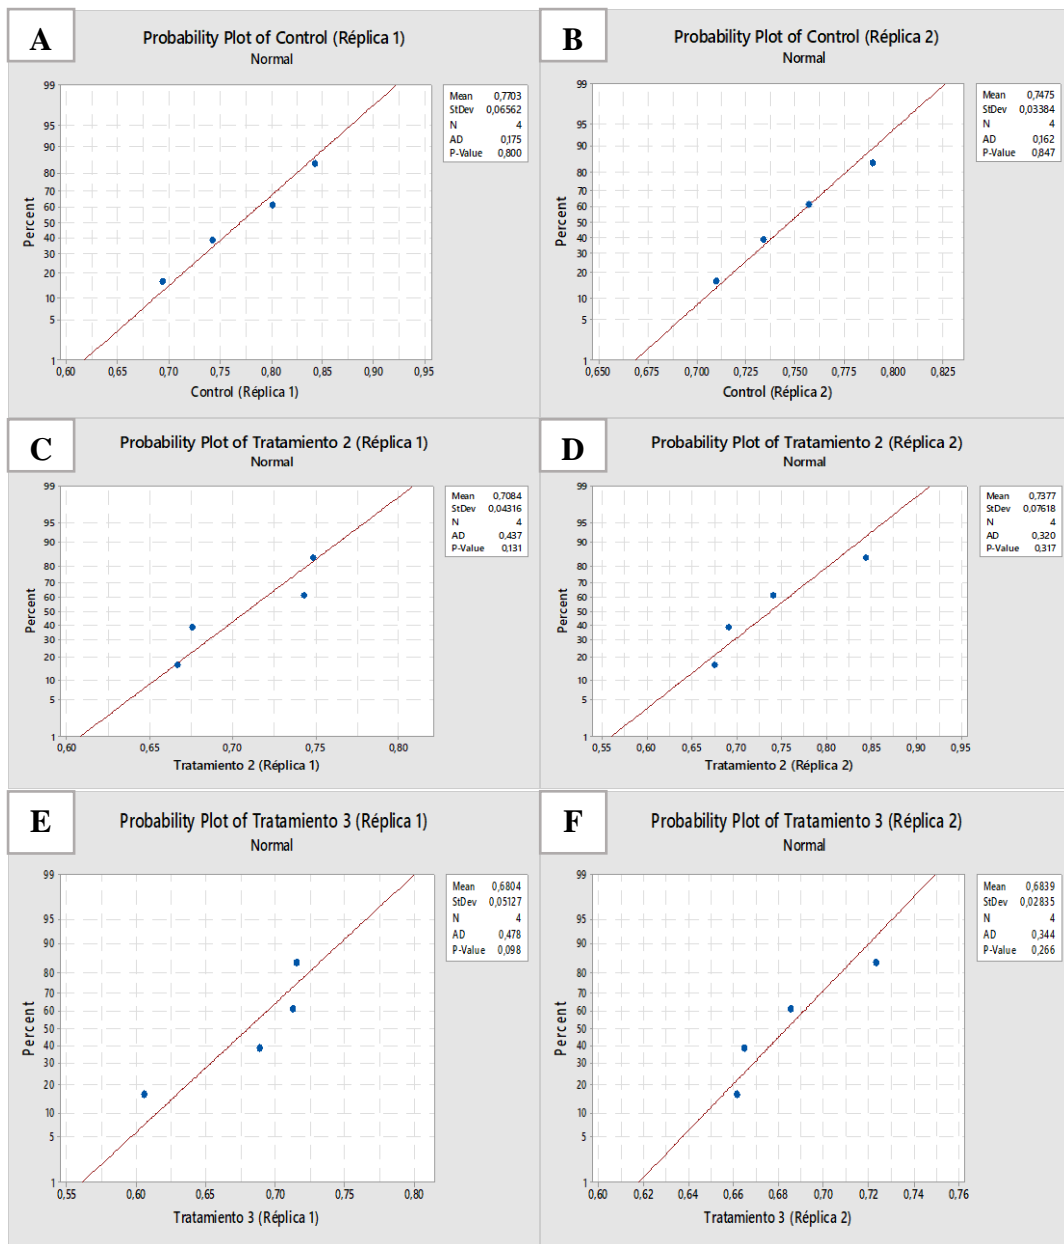 A
Probability Plot of Control (Réplica 1)
Normal
Mean 0,7703
StDev 0,06562
N 4
AD 0,175
P-Value 0,800
Percent
99
95
90
80
70
60
50
40
30
20
10
5
1
0,60 0,65 0,70 0,75 0,80 0,85 0,90 0,95
Control (Réplica 1)
B
Probability Plot of Control (Réplica 2)
Normal
Mean 0,7475
StDev 0,03384
N 4
AD 0,162
P-Value 0,847
Percent
99
95
90
80
70
60
50
40
30
20
10
5
1
0,650 0,675 0,700 0,725 0,750 0,775 0,800 0,825
Control (Réplica 2)
C
Probability Plot of Tratamiento 2 (Réplica 1)
Normal
Mean 0,7084
StDev 0,04316
N 4
AD 0,437
P-Value 0,131
Percent
99
95
90
80
70
60
50
40
30
20
10
5
1
0,60 0,65 0,70 0,75 0,80
Tratamiento 2 (Réplica 1)
D
Probability Plot of Tratamiento 2 (Réplica 2)
Normal
Mean 0,7377
StDev 0,07618
N 4
AD 0,320
P-Value 0,317
Percent
99
95
90
80
70
60
50
40
30
20
10
5
1
0,55 0,60 0,65 0,70 0,75 0,80 0,85 0,90 0,95
Tratamiento 2 (Réplica 2)
E
Probability Plot of Tratamiento 3 (Réplica 1)
Normal
Mean 0,6804
StDev 0,05127
N 4
AD 0,478
P-Value 0,098
Percent
99
95
90
80
70
60
50
40
30
20
10
5
1
0,55 0,60 0,65 0,70 0,75 0,80
Tratamiento 3 (Réplica 1)
F
Probability Plot of Tratamiento 3 (Réplica 2)
Normal
Mean 0,6839
StDev 0,02835
N 4
AD 0,344
P-Value 0,266
Percent
99
95
90
80
70
60
50
40
30
20
10
5
1
0,60 0,62 0,64 0,66 0,68 0,70 0,72 0,74 0,76
Tratamiento 3 (Réplica 2)